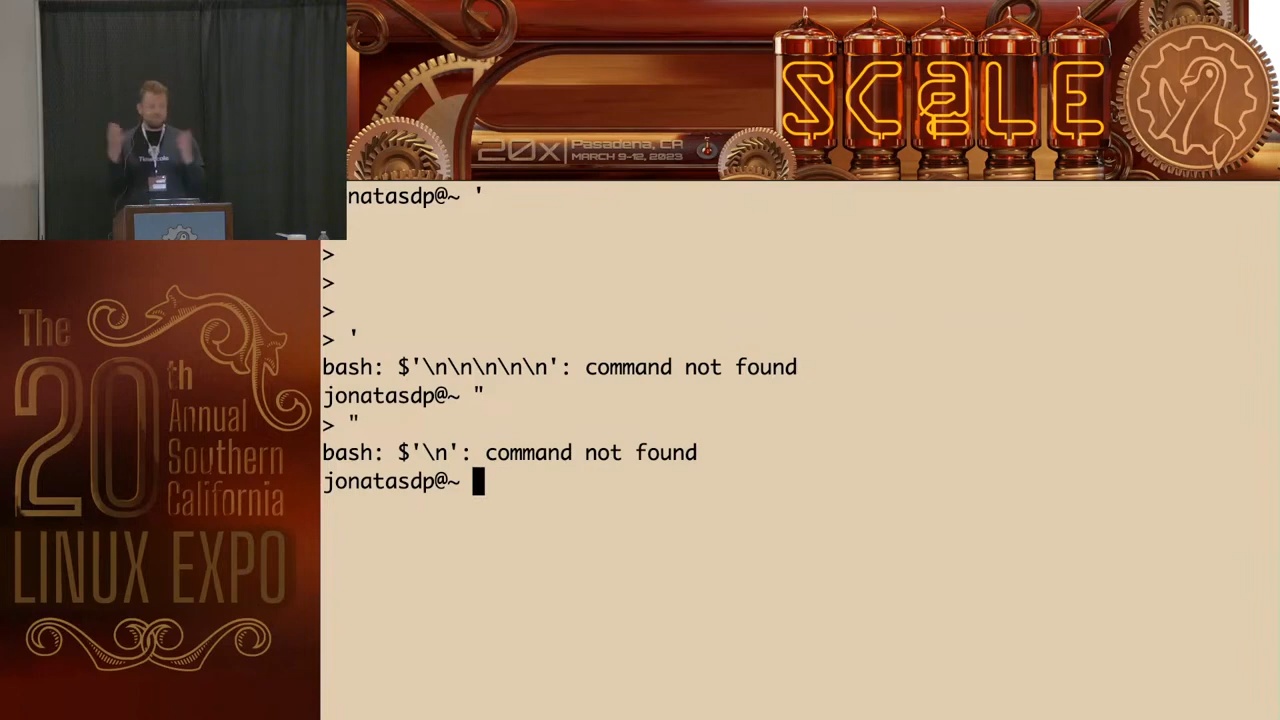 SCaLE
20x
Pasadena, CA
MARCH 9-12, 2023
natasdp@~ '
>
>
>
> '
bash: $'\n\n\n\n\n': command not found
jonatasdp@~ "
> "
bash: $'\n': command not found
jonatasdp@~
The
20th
Annual
Southern
California
LINUX EXPO